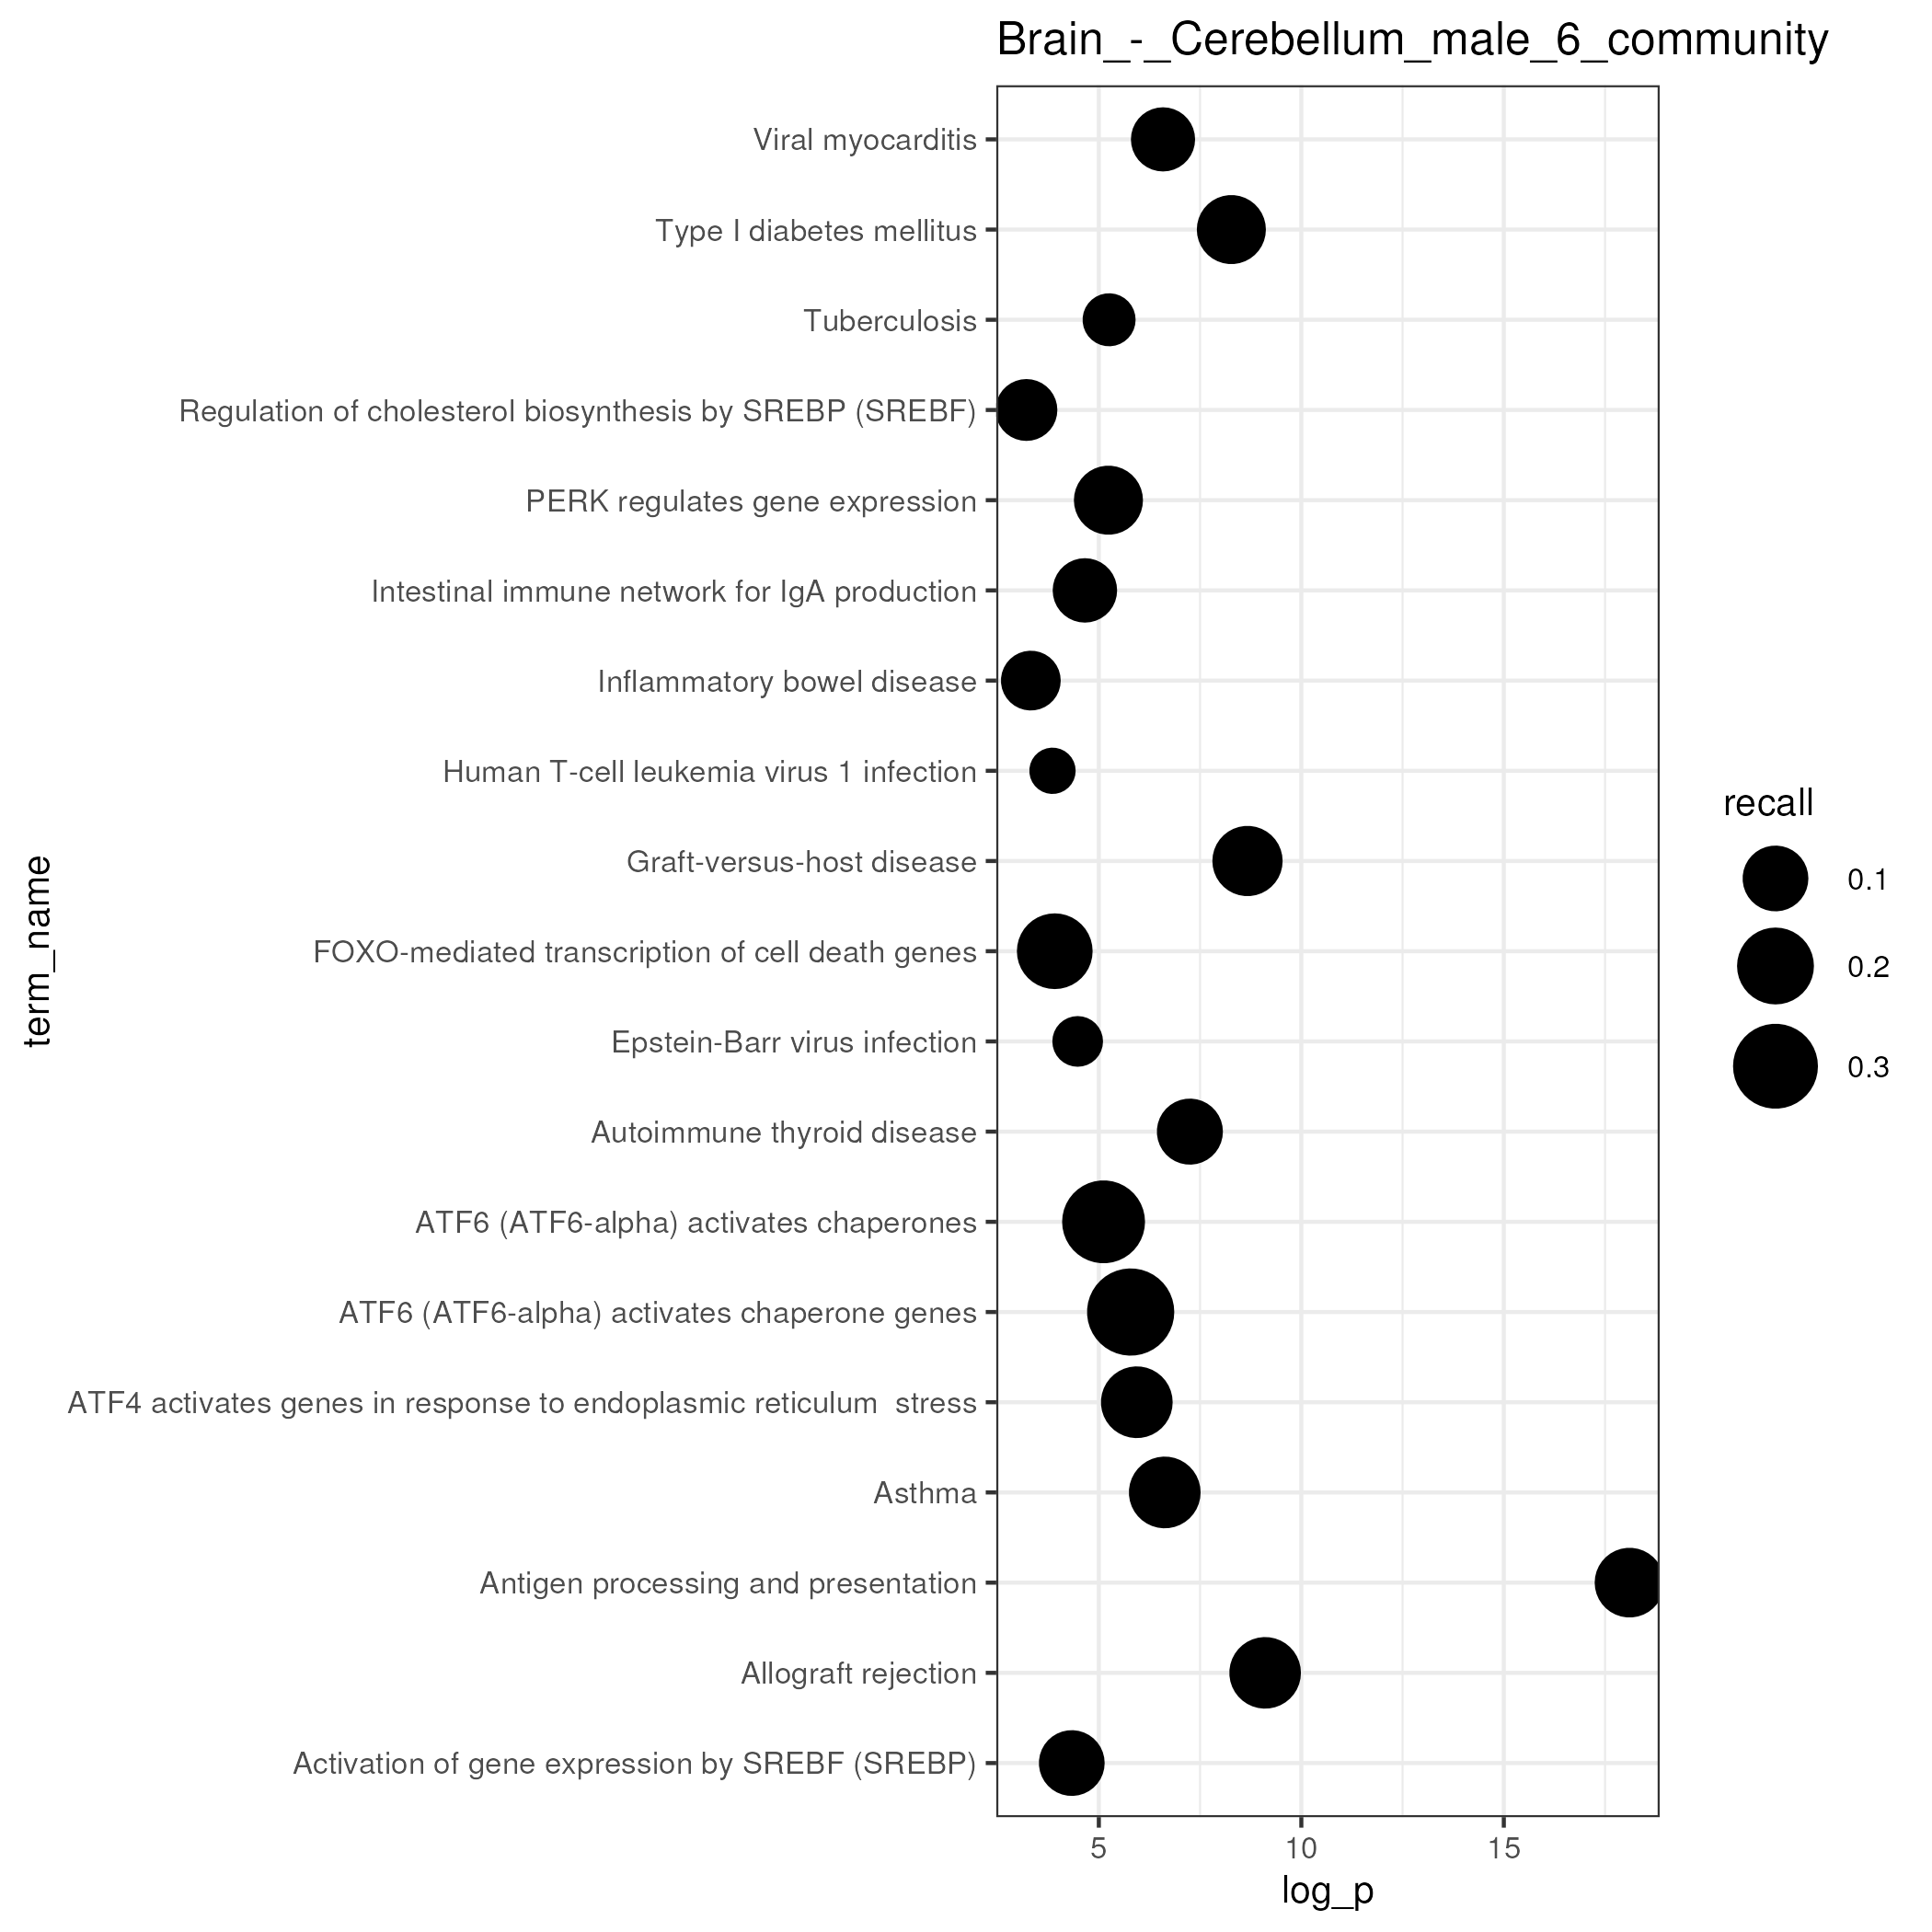 Brain_-_Cerebellum_male_6_community
Viral myocarditis
Type I diabetes mellitus
Tuberculosis
Regulation of cholesterol biosynthesis by SREBP (SREBF)
PERK regulates gene expression
Intestinal immune network for IgA production
Inflammatory bowel disease
Human T-cell leukemia virus 1 infection
Graft-versus-host disease
FOXO-mediated transcription of cell death genes
Epstein-Barr virus infection
Autoimmune thyroid disease
ATF6 (ATF6-alpha) activates chaperones
ATF6 (ATF6-alpha) activates chaperone genes
ATF4 activates genes in response to endoplasmic reticulum  stress
Asthma
Antigen processing and presentation
Allograft rejection
Activation of gene expression by SREBF (SREBP)
term_name
5 10 15
log_p
recall
0.1
0.2
0.3